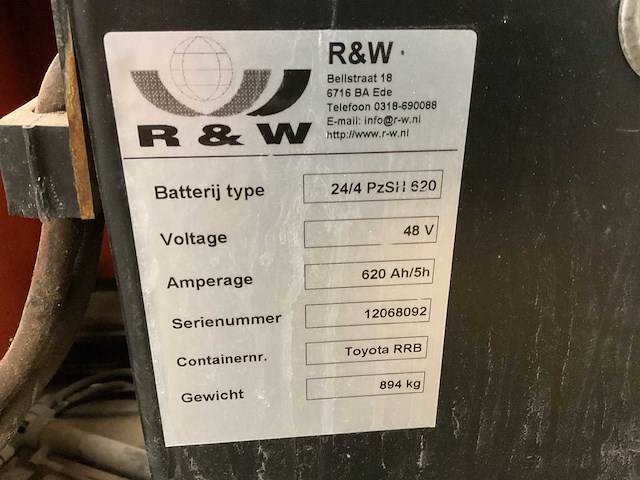 R&W
R & W
Bellstraat 18
6716 BA Ede
Telefoon 0318-690088
E-mail: info@r-w.nl
http://www.r-w.nl
Batterij type 24/4 PzSH 620
Voltage 48 V
Amperage 620 Ah/5h
Serienummer 12068092
Containernr. Toyota RRB
Gewicht 894 kg